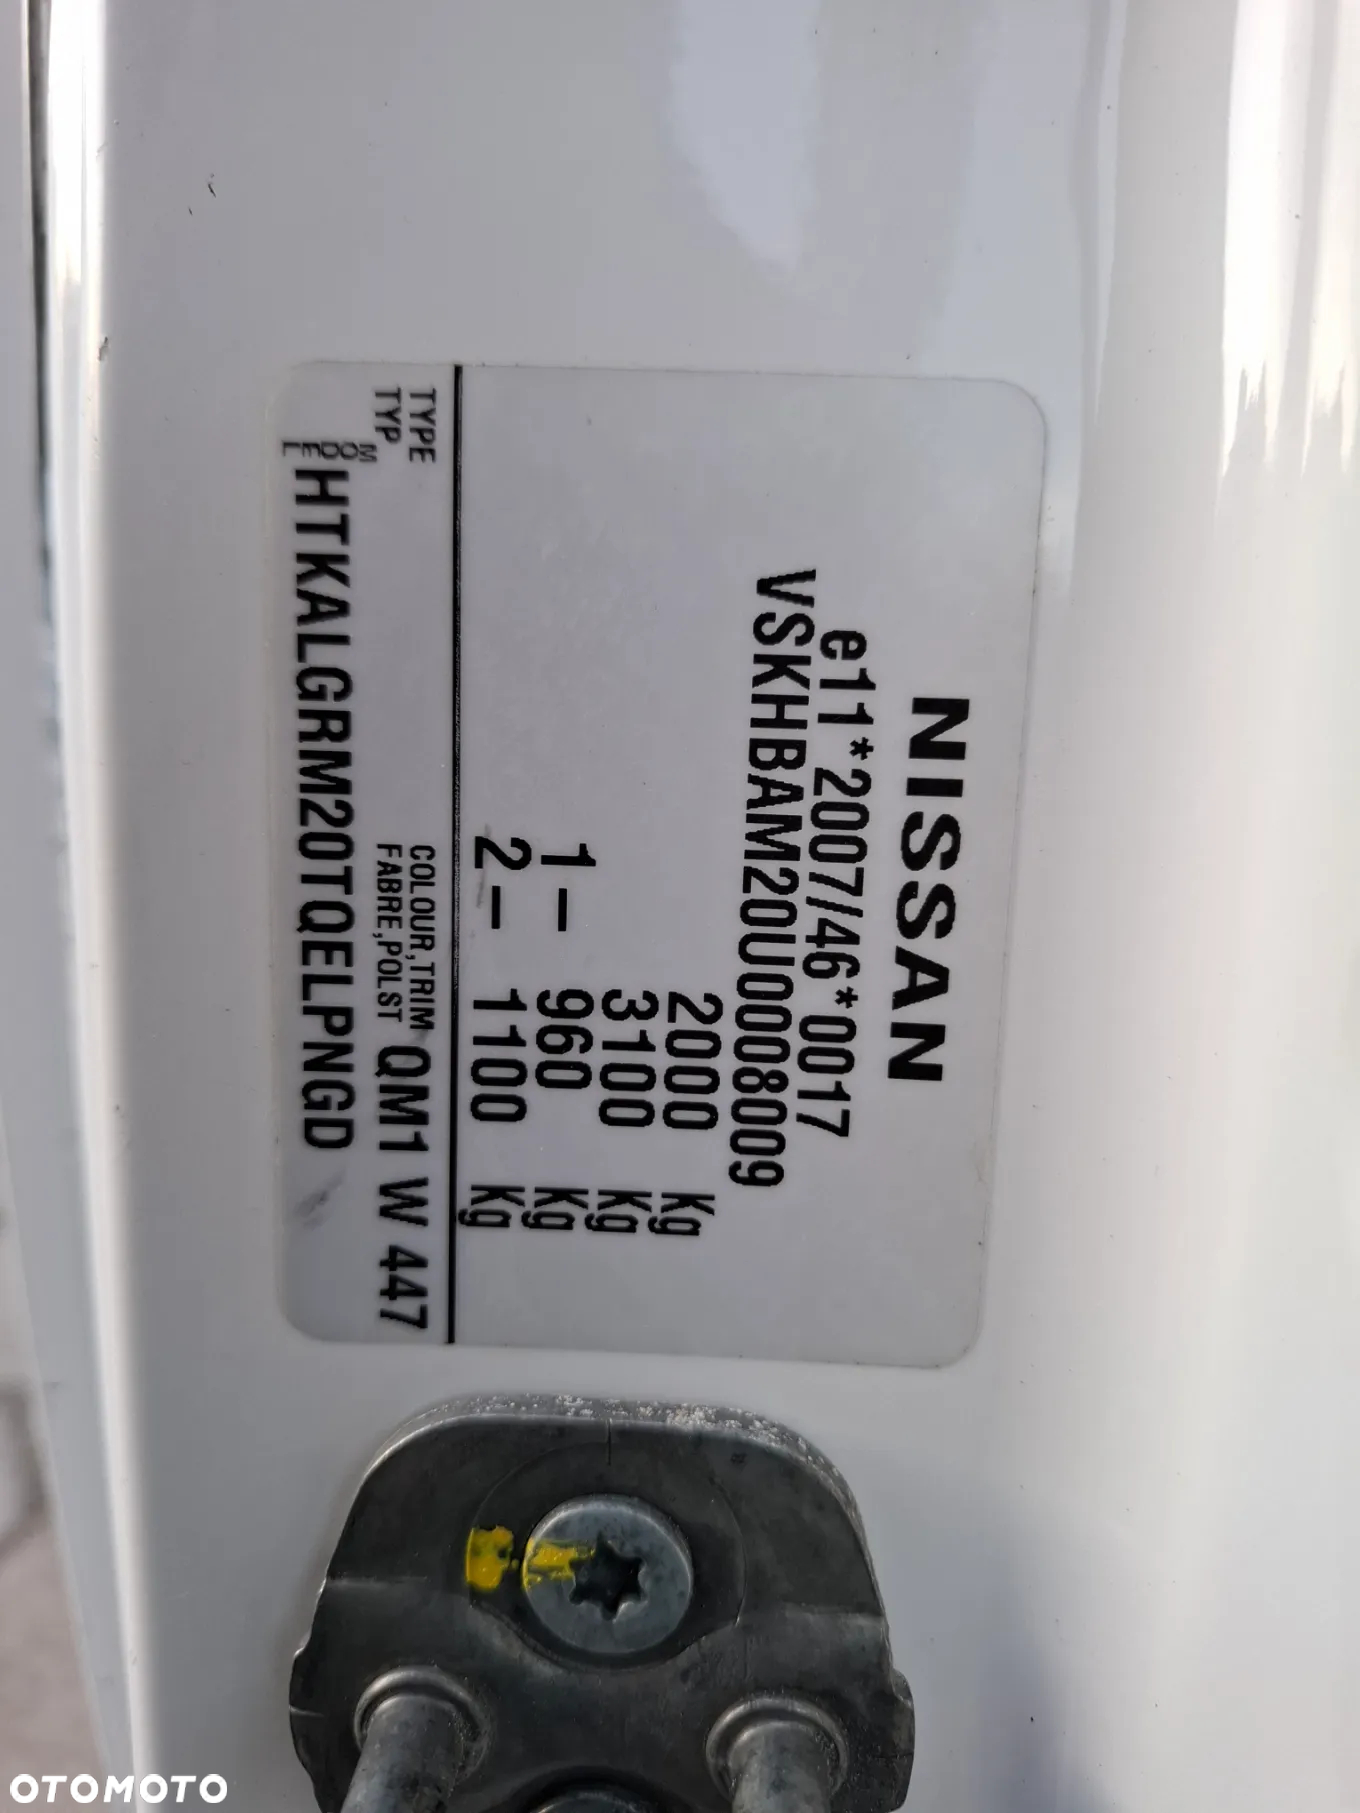 NISSAN
e11*2007/46*0017
VSKHBAM20U0008009
2000 Kg
3100 Kg
1- 960 Kg
2- 1100 Kg
TYPE
TYP
COLOUR,TRIM
FABRE,POLST
QM1 W 447
MODEL
HTKALGRM20TQELPNGD
OTOMOTO